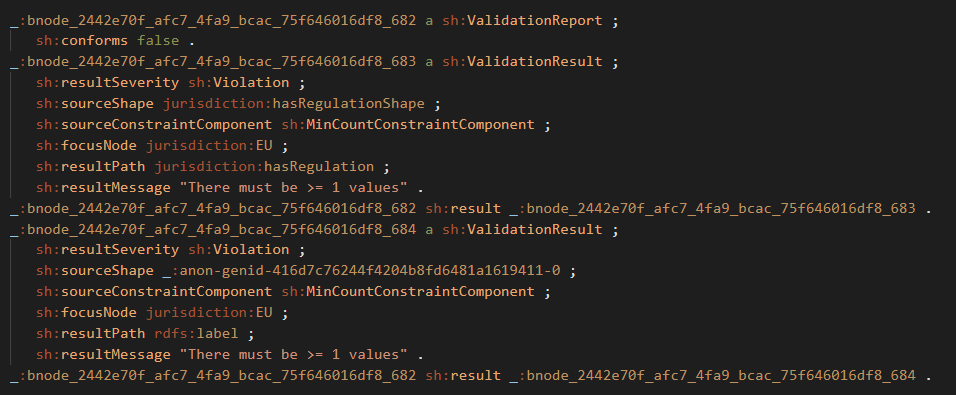 _:bnode_2442e70f_afc7_4fa9_bcac_75f646016df8_682 a sh:ValidationReport ;
sh:conforms false .
_:bnode_2442e70f_afc7_4fa9_bcac_75f646016df8_683 a sh:ValidationResult ;
sh:resultSeverity sh:Violation ;
sh:sourceShape jurisdiction:hasRegulationShape ;
sh:sourceConstraintComponent sh:MinCountConstraintComponent ;
sh:focusNode jurisdiction:EU ;
sh:resultPath jurisdiction:hasRegulation ;
sh:resultMessage "There must be >= 1 values" .
_:bnode_2442e70f_afc7_4fa9_bcac_75f646016df8_682 sh:result _:bnode_2442e70f_afc7_4fa9_bcac_75f646016df8_683 .
_:bnode_2442e70f_afc7_4fa9_bcac_75f646016df8_684 a sh:ValidationResult ;
sh:resultSeverity sh:Violation ;
sh:sourceShape _:anon-genid-416d7c76244f4204b8fd6481a1619411-0 ;
sh:sourceConstraintComponent sh:MinCountConstraintComponent ;
sh:focusNode jurisdiction:EU ;
sh:resultPath rdfs:label ;
sh:resultMessage "There must be >= 1 values" .
_:bnode_2442e70f_afc7_4fa9_bcac_75f646016df8_682 sh:result _:bnode_2442e70f_afc7_4fa9_bcac_75f646016df8_684 .